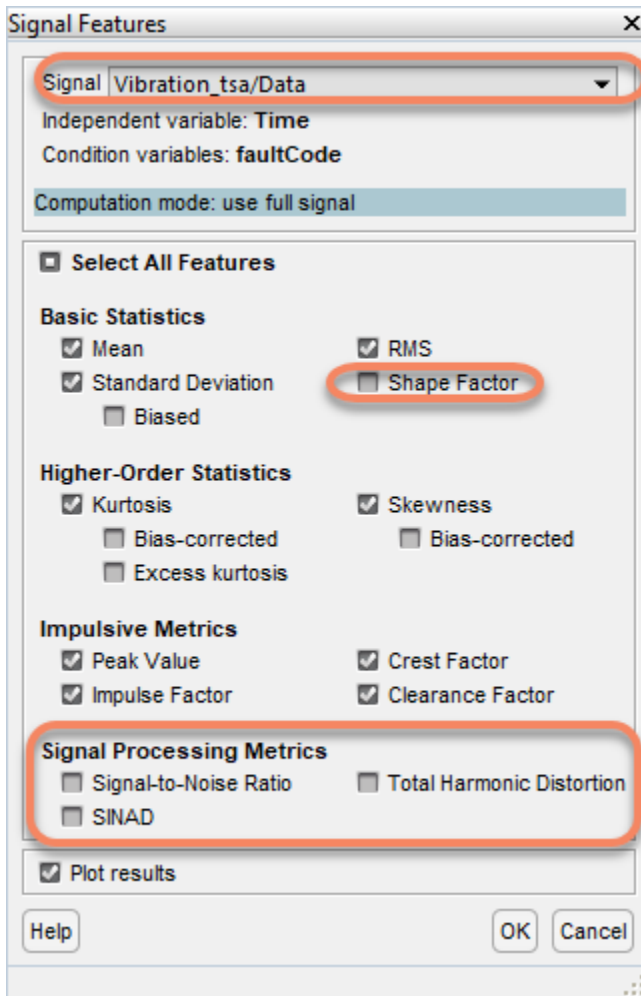 Signal Features
Signal Vibration_tsa/Data
Independent variable: Time
Condition variables: faultCode
Computation mode: use full signal
Select All Features
Basic Statistics
Mean RMS
Standard Deviation Shape Factor
Biased
Higher-Order Statistics
Kurtosis Skewness
Bias-corrected Bias-corrected
Excess kurtosis
Impulsive Metrics
Peak Value Crest Factor
Impulse Factor Clearance Factor
Signal Processing Metrics
Signal-to-Noise Ratio Total Harmonic Distortion
SINAD
Plot results
Help OK Cancel